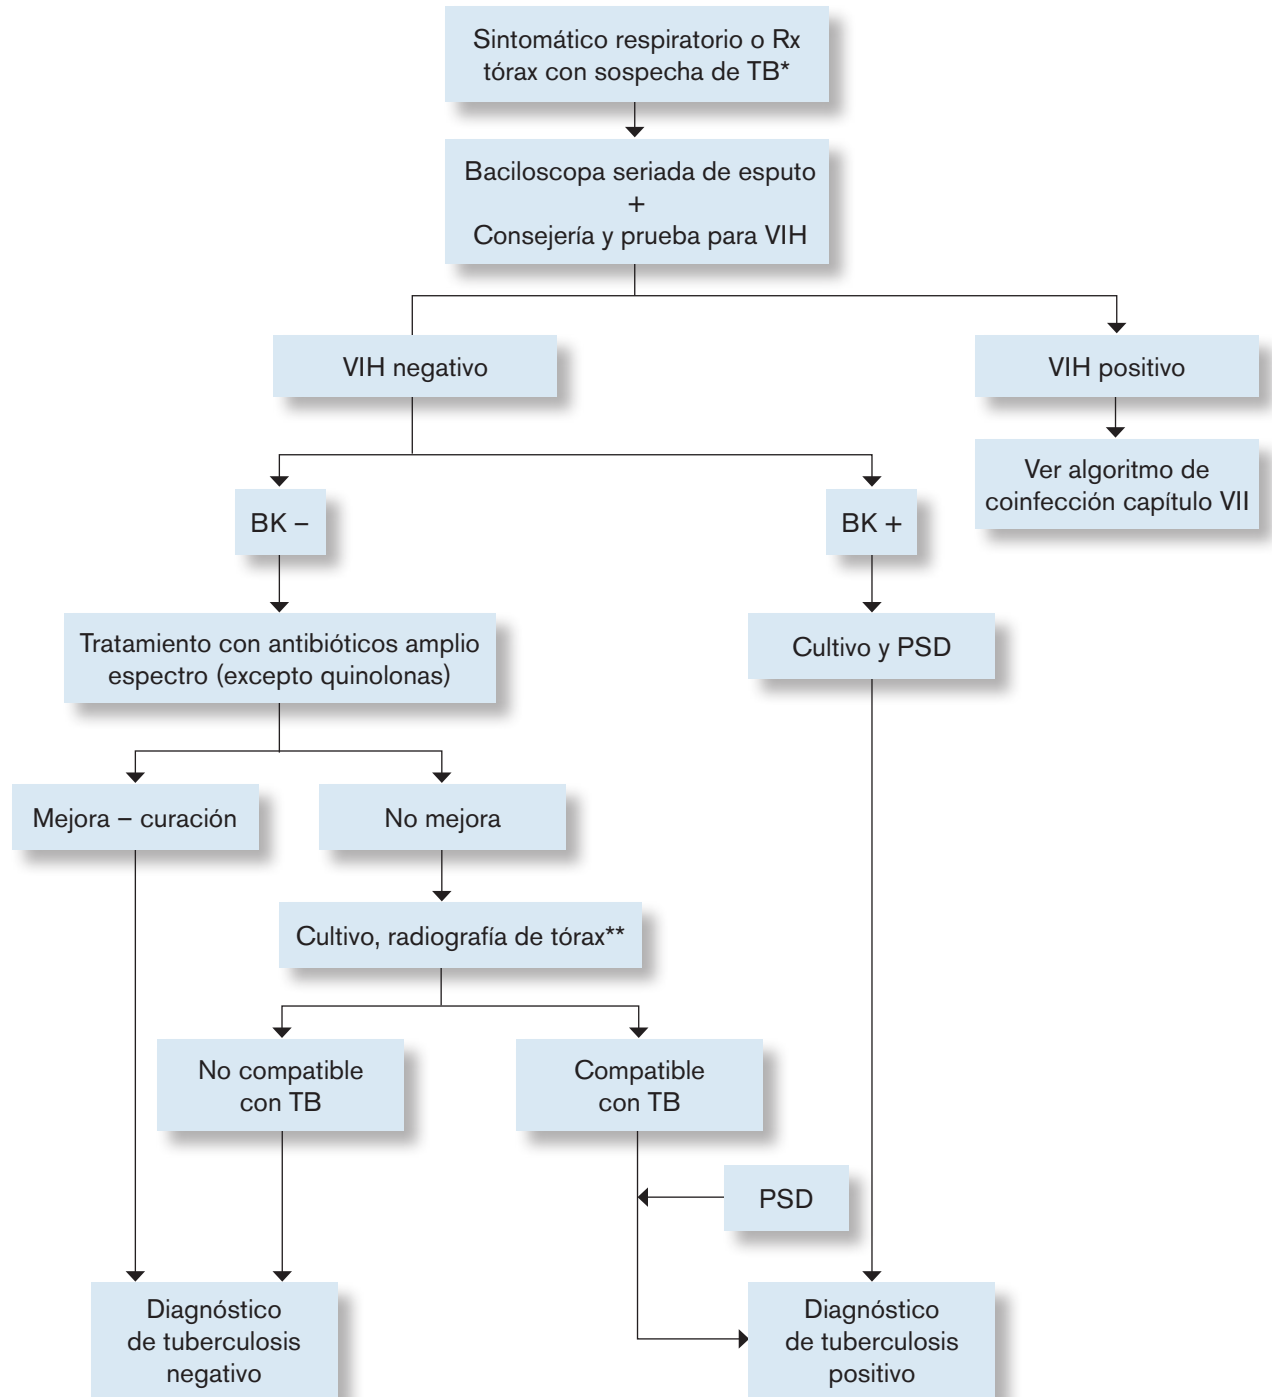 Sintomático respiratorio o Rx
tórax con sospecha de TB*
Baciloscopa seriada de esputo
+
Consejería y prueba para VIH
VIH negativo
VIH positivo
Ver algoritmo de
coinfección capítulo VII
BK –
BK +
Tratamiento con antibióticos amplio
espectro (excepto quinolonas)
Cultivo y PSD
Mejora – curación
No mejora
Cultivo, radiografía de tórax**
No compatible
con TB
Compatible
con TB
PSD
Diagnóstico
de tuberculosis
negativo
Diagnóstico
de tuberculosis
positivo